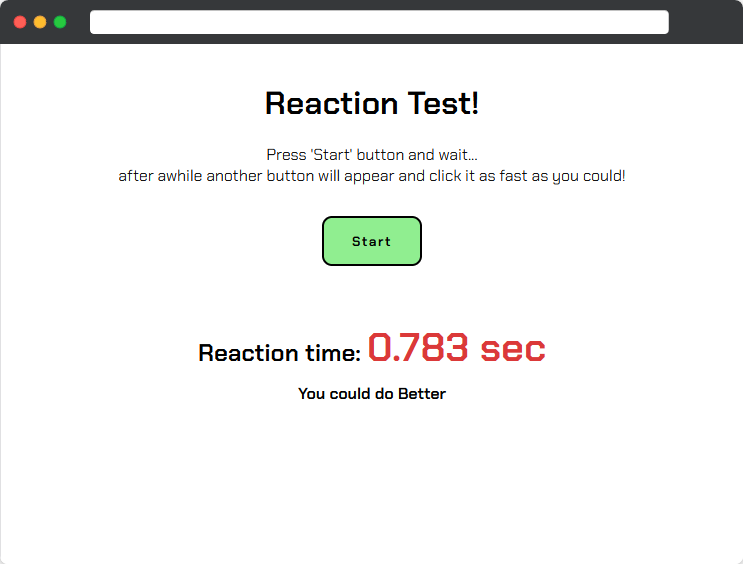 Reaction Test!
Press 'Start' button and wait...
after awhile another button will appear and click it as fast as you could!
Start
Reaction time: 0.783 sec
You could do Better